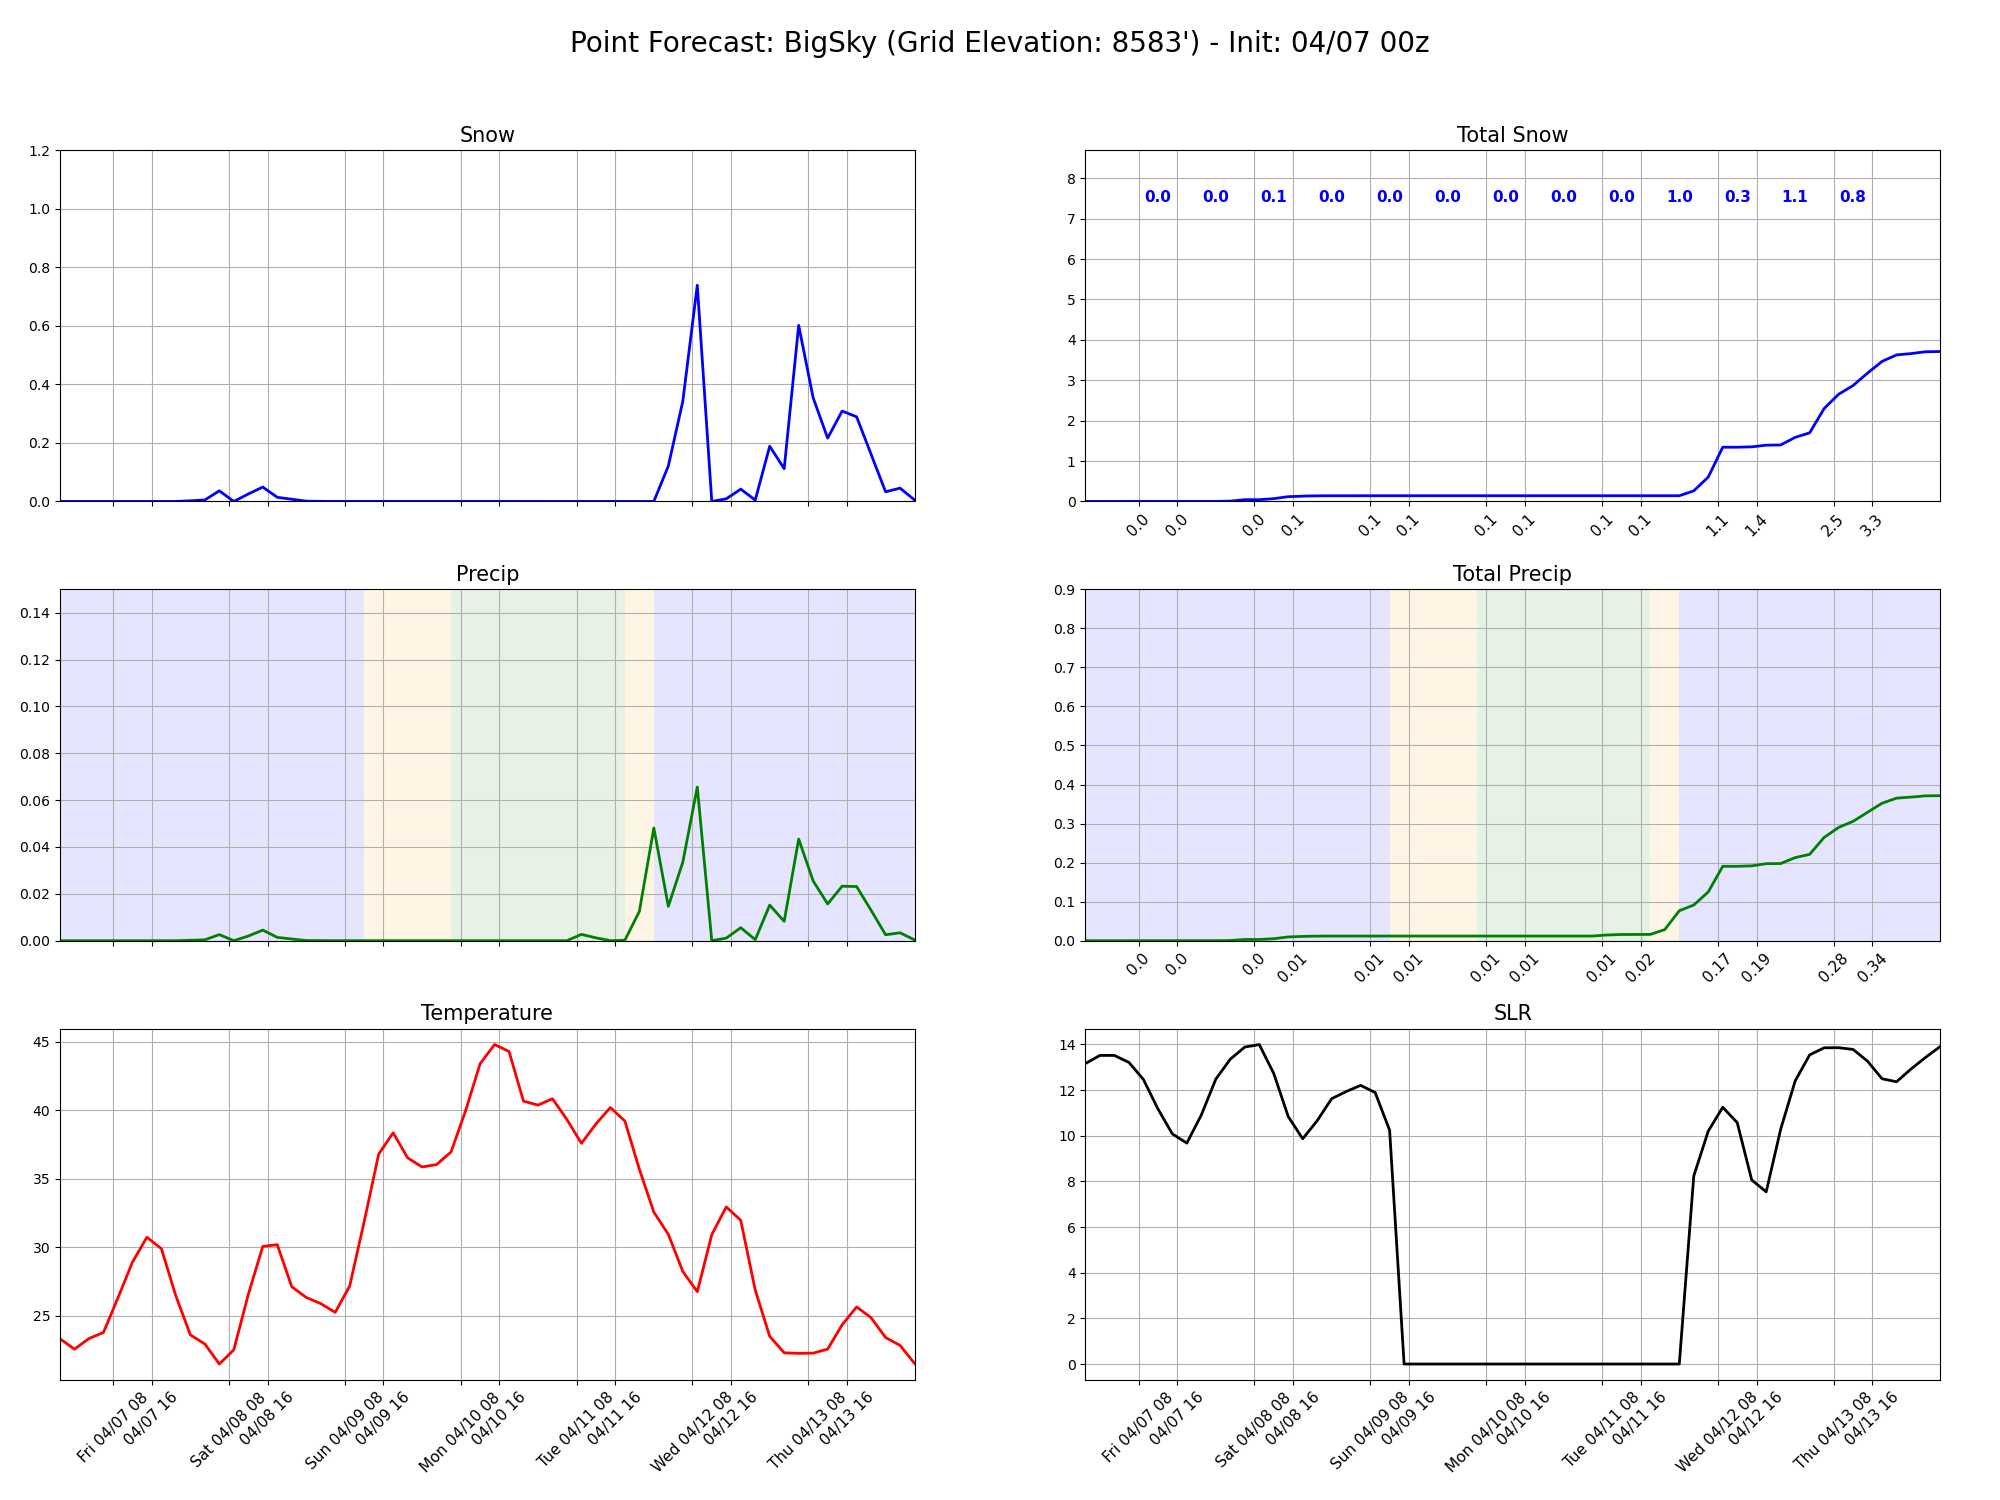 Point Forecast: BigSky (Grid Elevation: 8583') - Init: 04/07 00z
Snow
1.2
1.0
0.8
0.6
0.4
0.2
0.0
Total Snow
8
7
6
5
4
3
2
1
0
0.0 0.0 0.1 0.0 0.0 0.0 0.0 0.0 0.0 1.0 0.3 1.1 0.8
0.0 0.0 0.0 0.1 0.1 0.1 0.1 0.1 0.1 0.1 1.1 1.4 2.5 3.3
Precip
0.14
0.12
0.10
0.08
0.06
0.04
0.02
0.00
Total Precip
0.9
0.8
0.7
0.6
0.5
0.4
0.3
0.2
0.1
0.0
0.0 0.0 0.0 0.01 0.01 0.01 0.01 0.01 0.01 0.02 0.17 0.19 0.28 0.34
Temperature
45
40
35
30
25
Fri 04/07 08
04/07 16
Sat 04/08 08
04/08 16
Sun 04/09 08
04/09 16
Mon 04/10 08
04/10 16
Tue 04/11 08
04/11 16
Wed 04/12 08
04/12 16
Thu 04/13 08
04/13 16
SLR
14
12
10
8
6
4
2
0
Fri 04/07 08
04/07 16
Sat 04/08 08
04/08 16
Sun 04/09 08
04/09 16
Mon 04/10 08
04/10 16
Tue 04/11 08
04/11 16
Wed 04/12 08
04/12 16
Thu 04/13 08
04/13 16